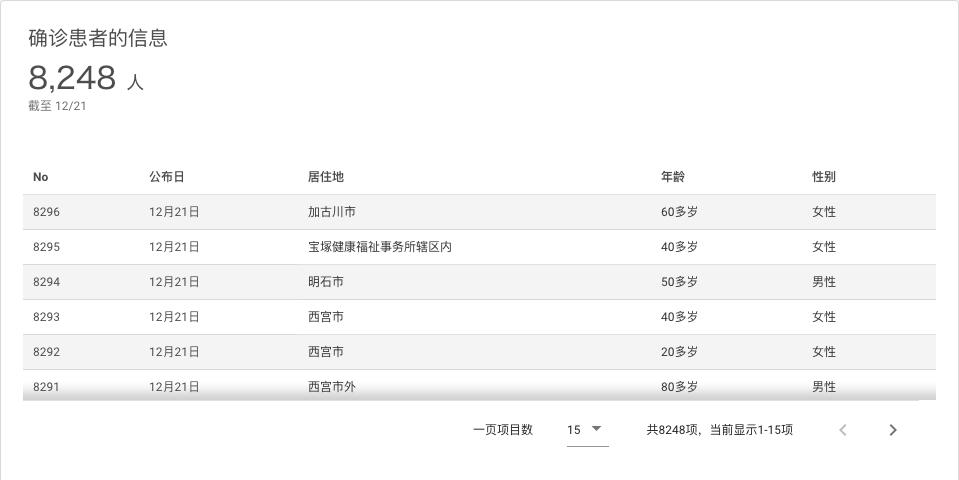 确诊患者的信息
8,248 人
截至 12/21
No 公布日 居住地 年龄 性别
8296 12月21日 加古川市 60多岁 女性
8295 12月21日 宝塚健康福祉事务所辖区内 40多岁 女性
8294 12月21日 明石市 50多岁 男性
8293 12月21日 西宫市 40多岁 女性
8292 12月21日 西宫市 20多岁 女性
8291 12月21日 西宫市外 80多岁 男性
一页项目数 15 共8248项，当前显示1-15项